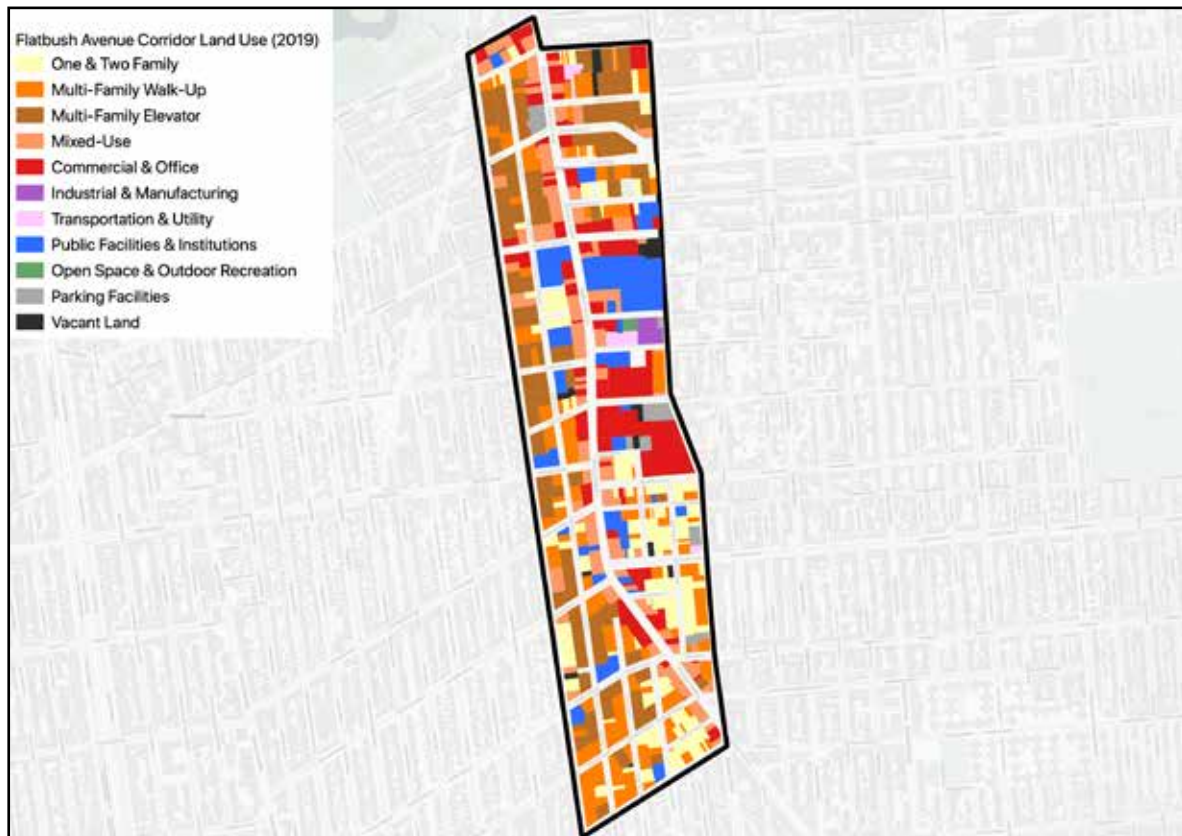 Flatbush Avenue Corridor Land Use (2019)
One & Two Family
Multi-Family Walk-Up
Multi-Family Elevator
Mixed-Use
Commercial & Office
Industrial & Manufacturing
Transportation & Utility
Public Facilities & Institutions
Open Space & Outdoor Recreation
Parking Facilities
Vacant Land